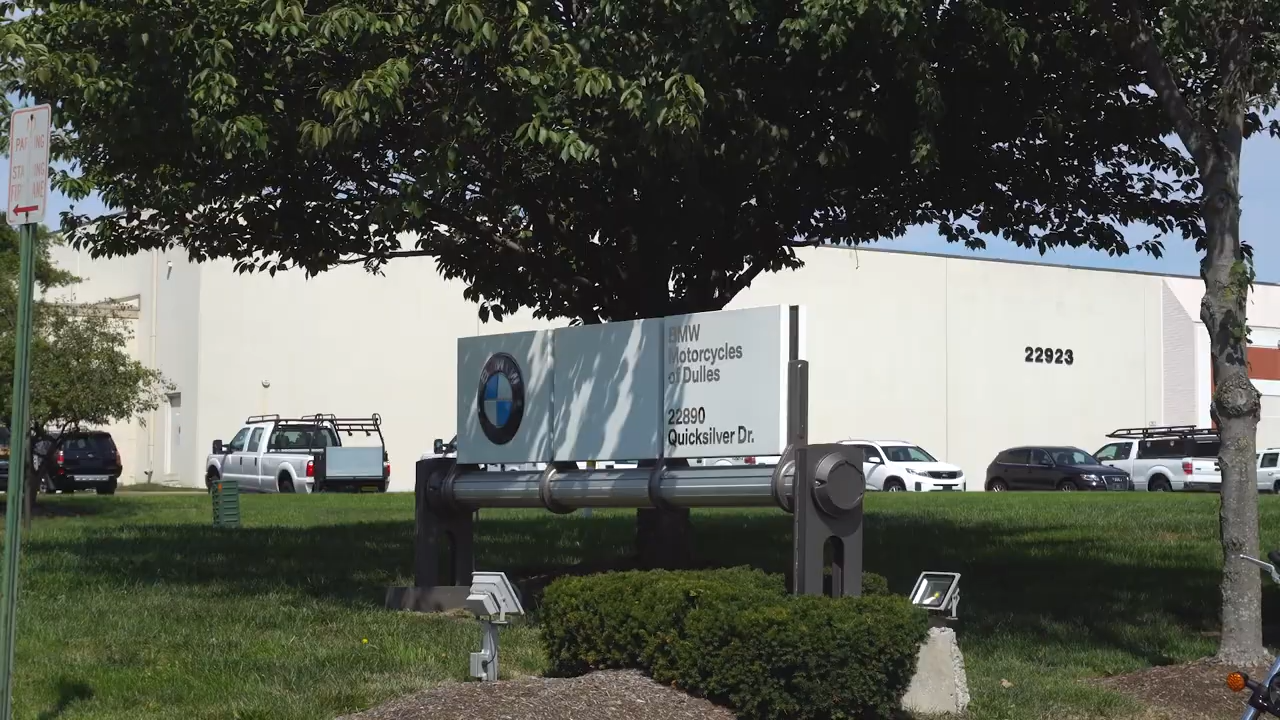 BMW
Motorcycles
of Dulles
22890
Quicksilver Dr.
22923